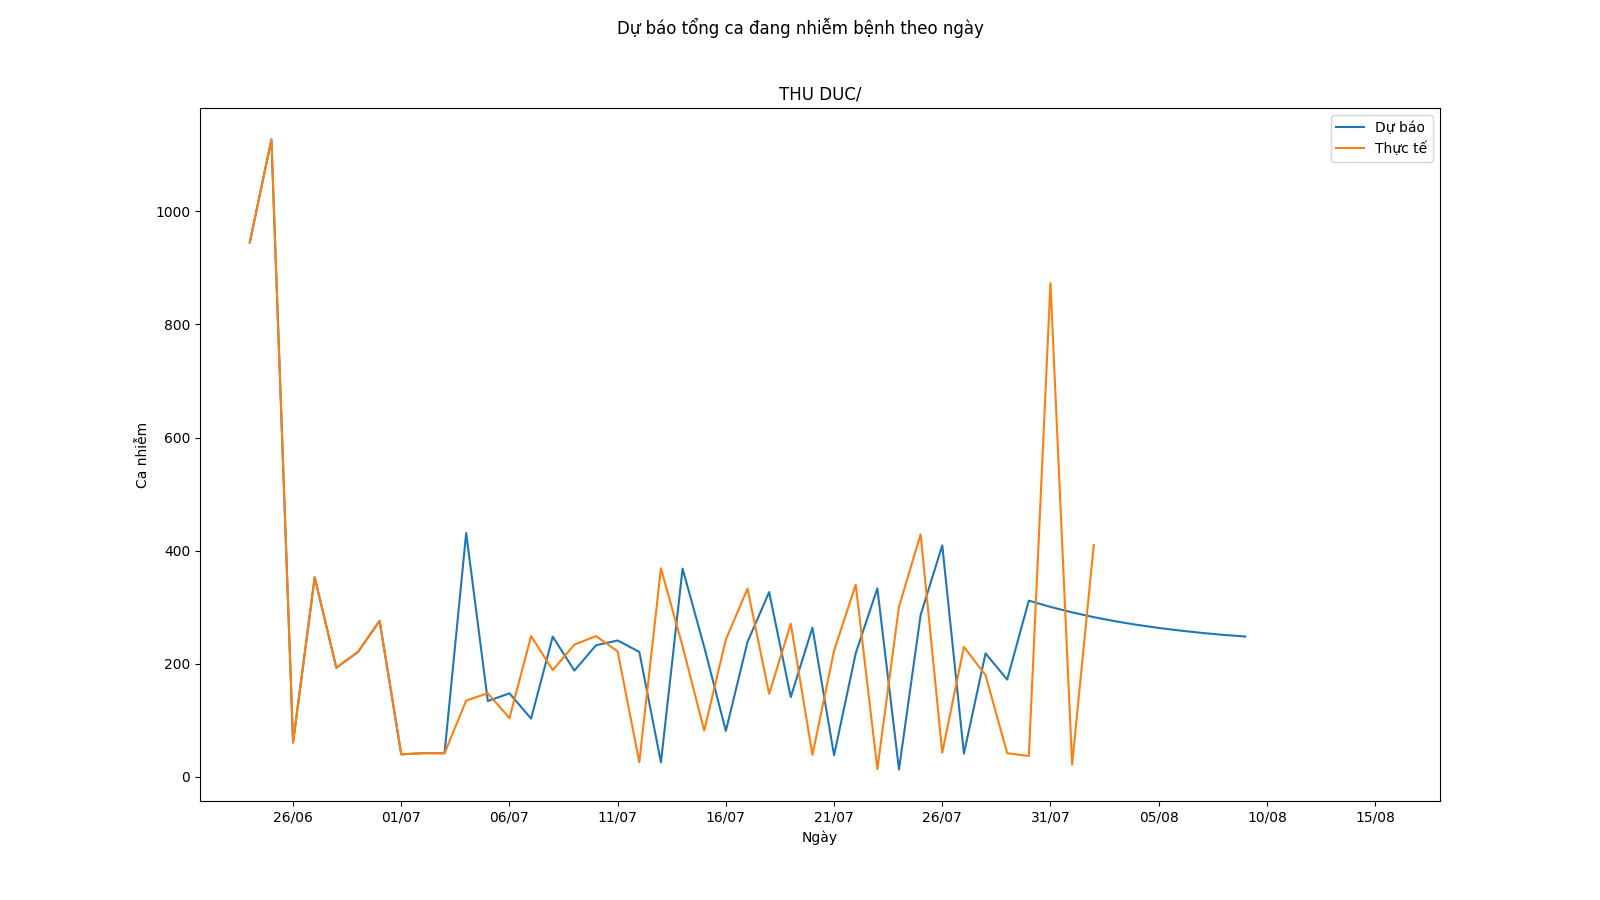 Dự báo tổng ca đang nhiễm bệnh theo ngày
THU DUC/
Dự báo
Thực tế
1000
800
600
400
200
0
Ca nhiễm
26/06 01/07 06/07 11/07 16/07 21/07 26/07 31/07 05/08 10/08 15/08
Ngày